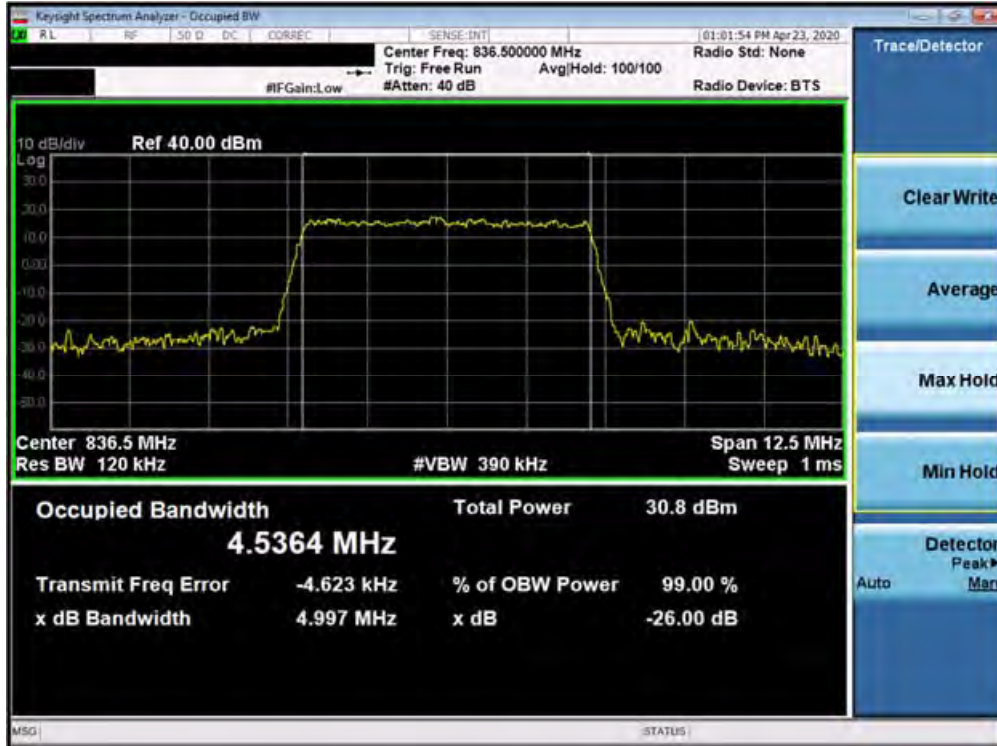 Keysight Spectrum Analyzer - Occupied BW
RL RF 50 Ω DC CORREC SENSE:INT 01:01:54 PM Apr 23, 2020
Center Freq: 836.500000 MHz Radio Std: None
Trig: Free Run Avg|Hold: 100/100
#IFGain:Low #Atten: 40 dB Radio Device: BTS
10 dB/div Ref 40.00 dBm
Log
30.0
20.0
10.0
0.00
-10.0
-20.0
-30.0
-40.0
-50.0
Center 836.5 MHz Span 12.5 MHz
Res BW 120 kHz #VBW 390 kHz Sweep 1 ms
Occupied Bandwidth Total Power 30.8 dBm
4.5364 MHz
Transmit Freq Error -4.623 kHz % of OBW Power 99.00 %
x dB Bandwidth 4.997 MHz x dB -26.00 dB
MSG STATUS
Trace/Detector
Clear Write
Average
Max Hold
Min Hold
Detector
Peak▶
Auto Man